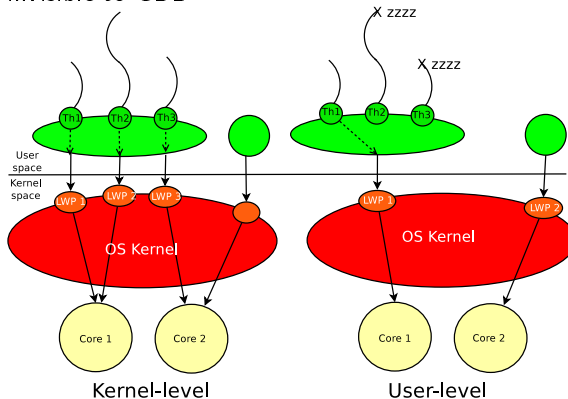 X zzzz
X zzzz
Th1
Th2
Th3
Th1
Th2
Th3
User
space
Kernel
space
LWP 1
LWP 2
LWP 3
LWP 1
LWP 2
OS Kernel
OS Kernel
Core 1
Core 2
Core 1
Core 2
Kernel-level
User-level